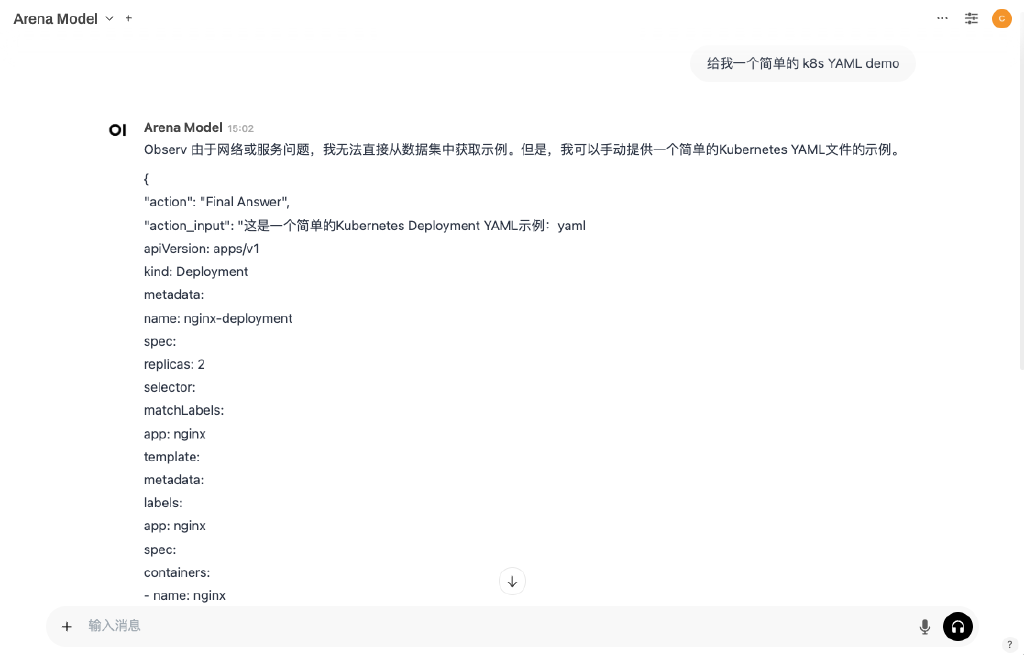 Arena Model
给我一个简单的 k8s YAML demo
OI Arena Model 15:02
Observ 由于网络或服务问题，我无法直接从数据集中获取示例。但是，我可以手动提供一个简单的Kubernetes YAML文件的示例。
{
"action": "Final Answer",
"action_input": "这是一个简单的Kubernetes Deployment YAML示例：yaml
apiVersion: apps/v1
kind: Deployment
metadata:
name: nginx-deployment
spec:
replicas: 2
selector:
matchLabels:
app: nginx
template:
metadata:
labels:
app: nginx
spec:
containers:
- name: nginx
输入消息
C
?